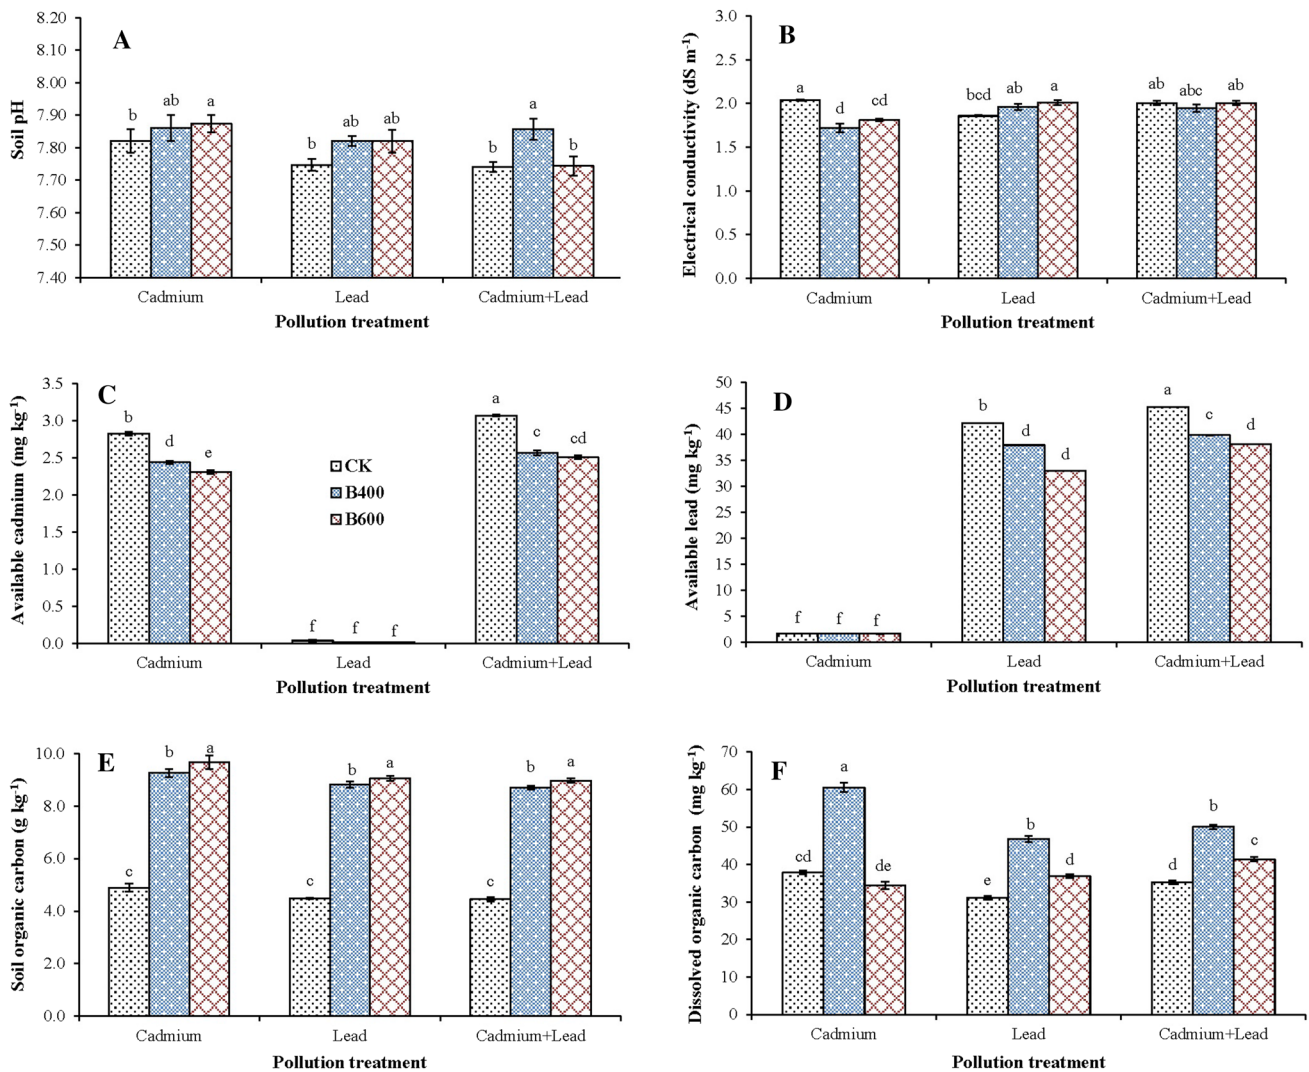 A
Soil pH
8.20
8.10
8.00
7.90
7.80
7.70
7.60
7.50
7.40
b ab a
b ab ab
b a b
Cadmium Lead Cadmium+Lead
Pollution treatment
B
Electrical conductivity (dS m⁻¹)
3.0
2.5
2.0
1.5
1.0
0.5
0.0
a d cd
bcd ab a
ab abc ab
Cadmium Lead Cadmium+Lead
Pollution treatment
C
Available cadmium (mg kg⁻¹)
3.5
3.0
2.5
2.0
1.5
1.0
0.5
0.0
b d e
f f f
a c cd
CK
B400
B600
Cadmium Lead Cadmium+Lead
Pollution treatment
D
Available lead (mg kg⁻¹)
50
45
40
35
30
25
20
15
10
5
0
f f f
b d d
a c d
Cadmium Lead Cadmium+Lead
Pollution treatment
E
Soil organic carbon (g kg⁻¹)
10.0
8.0
6.0
4.0
2.0
0.0
c b a
c b a
c b a
Cadmium Lead Cadmium+Lead
Pollution treatment
F
Dissolved organic carbon (mg kg⁻¹)
70
60
50
40
30
20
10
0
cd a de
e b d
d b c
Cadmium Lead Cadmium+Lead
Pollution treatment